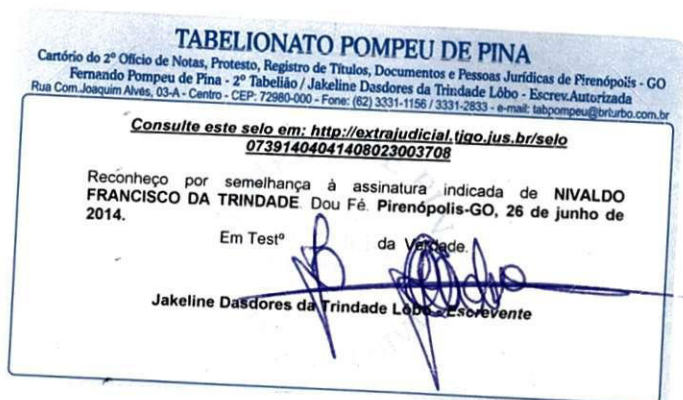 TABELIONATO POMPEU DE PINA
Cartório do 2º Ofício de Notas, Protesto, Registro de Títulos, Documentos e Pessoas Jurídicas de Pirenópolis - GO
Fernando Pompeu de Pina - 2º Tabelião / Jakeline Dasdores da Trindade Lôbo - Escrev.Autorizada
Rua Com.Joaquim Alves, 03-A - Centro - CEP: 72980-000 - Fone: (62) 3331-1156 / 3331-2833 - e-mail: tabpompeu@brturbo.com.br
Consulte este selo em: http://extrajudicial.tjgo.jus.br/selo
07391404041408023003708
Reconheço por semelhança à assinatura indicada de NIVALDO
FRANCISCO DA TRINDADE. Dou Fé. Pirenópolis-GO, 26 de junho de
2014.
Em Testº da Verdade.
Jakeline Dasdores da Trindade Lôbo - Escrevente